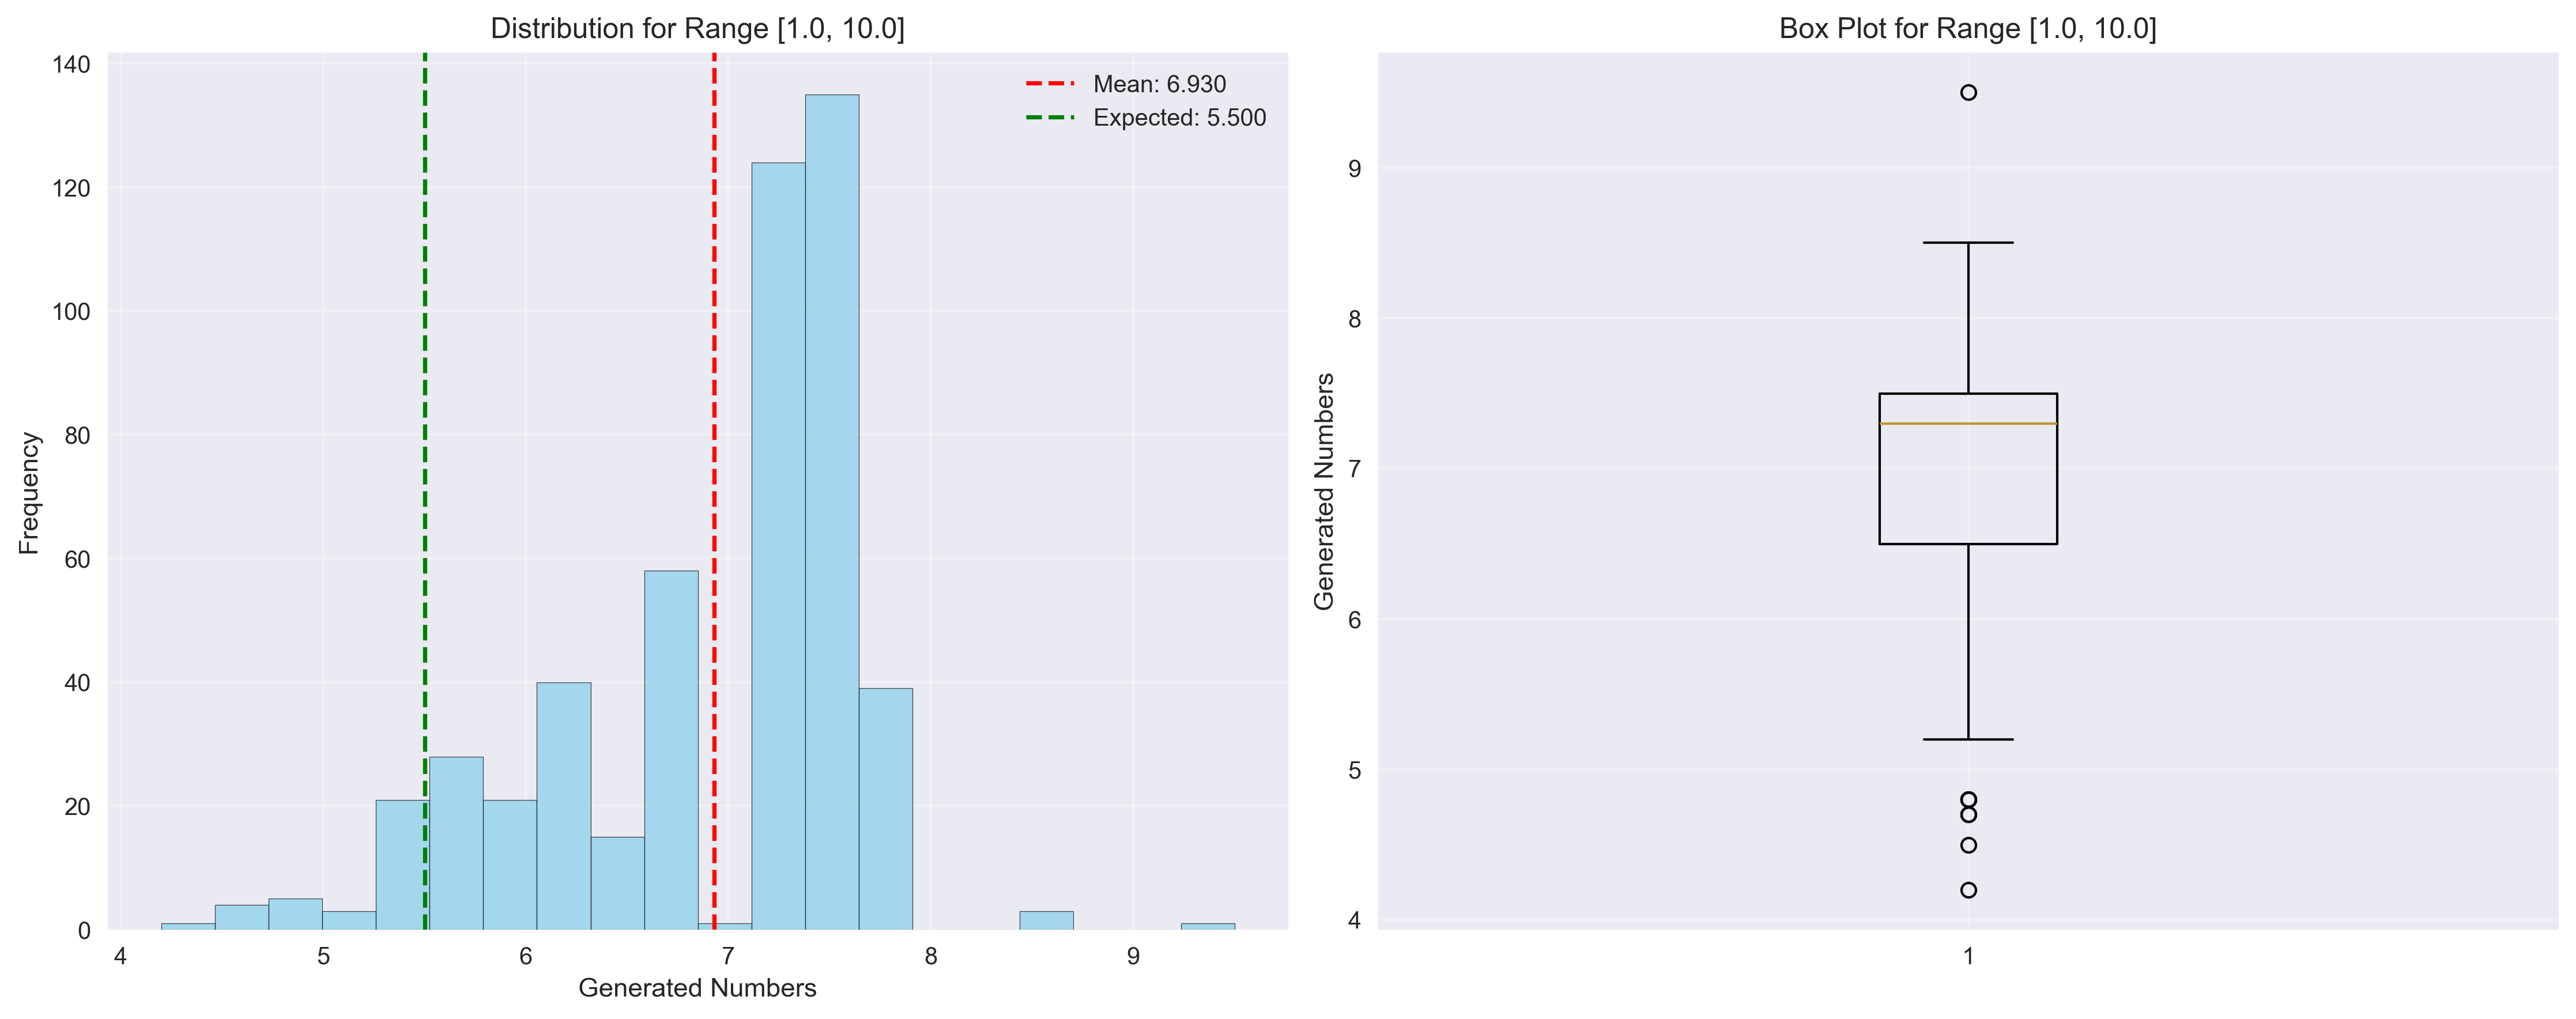 Distribution for Range [1.0, 10.0]
Mean: 6.930
Expected: 5.500
Frequency
140
120
100
80
60
40
20
0
4 5 6 7 8 9
Generated Numbers
Box Plot for Range [1.0, 10.0]
Generated Numbers
9
8
7
6
5
4
1